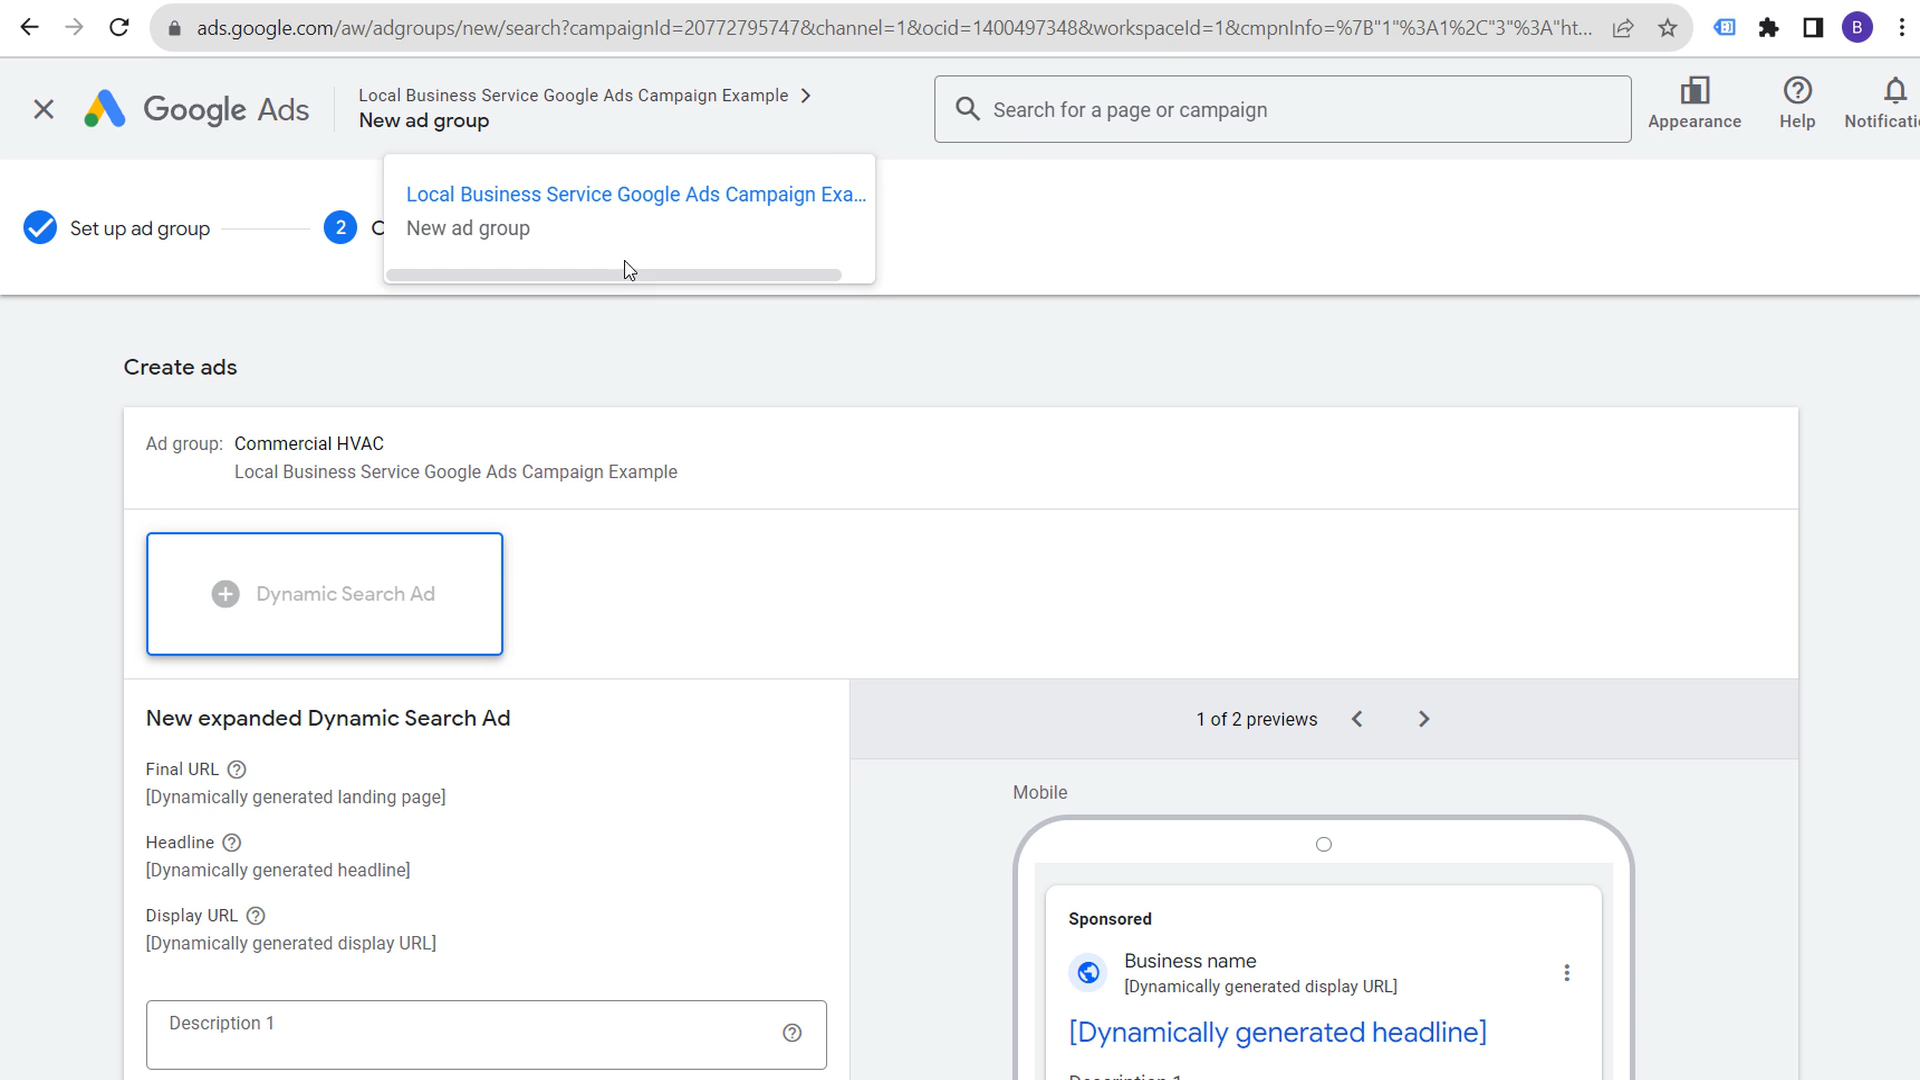 ads.google.com/aw/adgroups/new/search?campaignId=20772795747&channel=1&ocid=1400497348&workspaceId=1&cmpnInfo=%7B"1"%3A1%2C"3"%3A"ht...
B
Google Ads
Local Business Service Google Ads Campaign Example
New ad group
Search for a page or campaign
Appearance
Help
Notificati
Local Business Service Google Ads Campaign Exa...
New ad group
Set up ad group
2
C
Create ads
Ad group: Commercial HVAC
Local Business Service Google Ads Campaign Example
Dynamic Search Ad
New expanded Dynamic Search Ad
Final URL
[Dynamically generated landing page]
Headline
[Dynamically generated headline]
Display URL
[Dynamically generated display URL]
Description 1
1 of 2 previews
Mobile
Sponsored
Business name
[Dynamically generated display URL]
[Dynamically generated headline]
Description 1